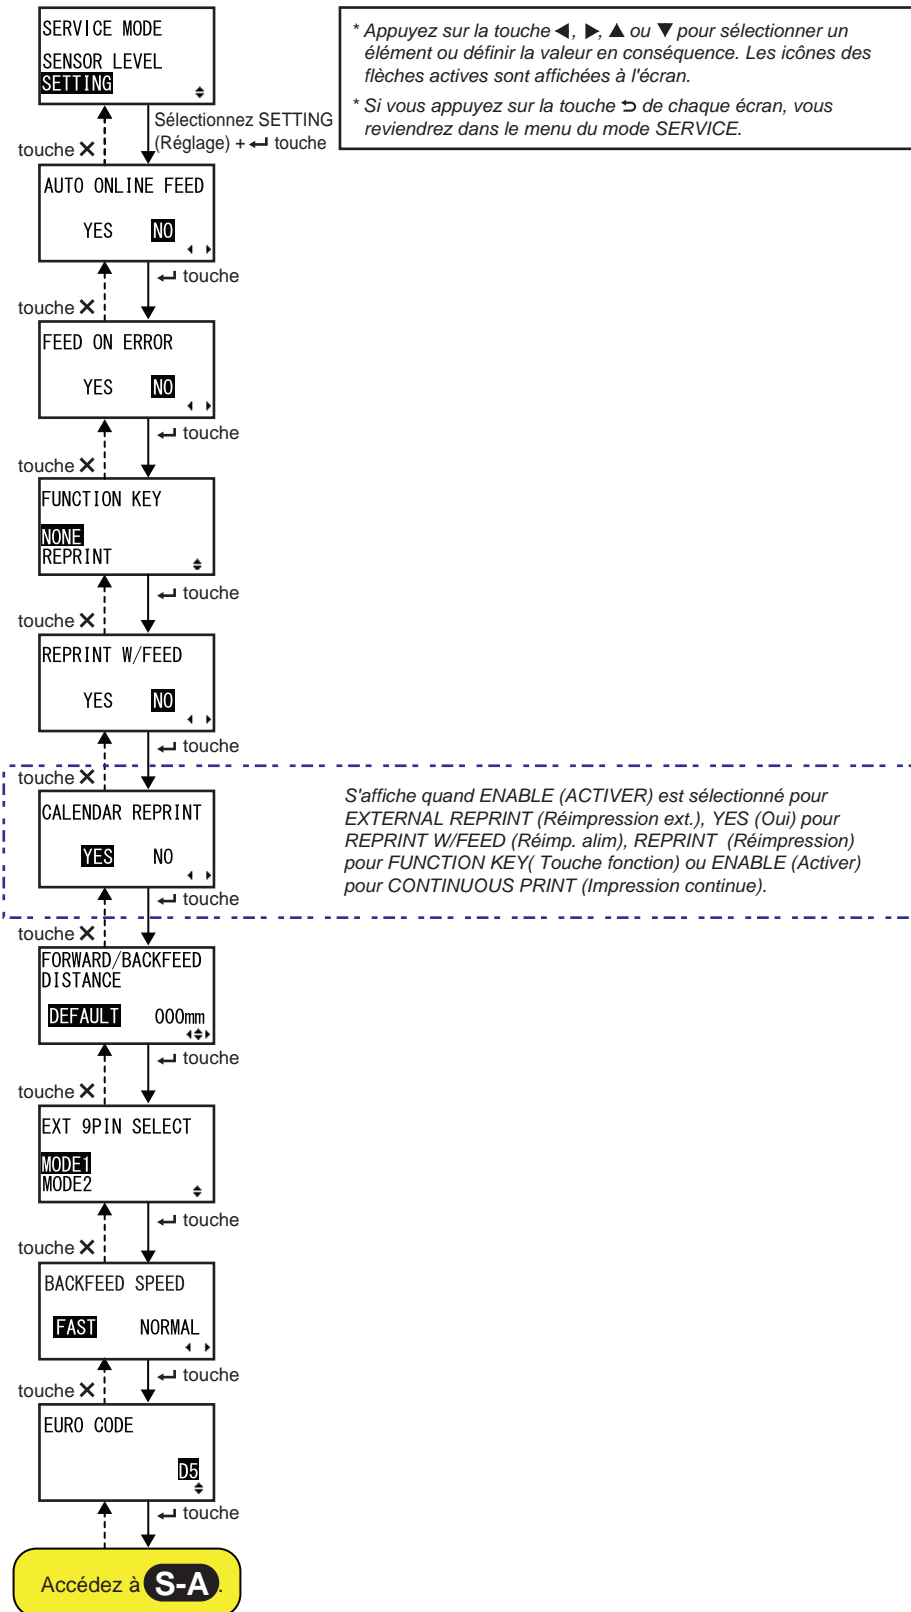 SERVICE MODE
SENSOR LEVEL
SETTING
* Appuyez sur la touche ◀, ▶, ▲ ou ▼ pour sélectionner un
élément ou définir la valeur en conséquence. Les icônes des
flèches actives sont affichées à l'écran.
* Si vous appuyez sur la touche ⮌ de chaque écran, vous
reviendrez dans le menu du mode SERVICE.
Sélectionnez SETTING
(Réglage) + ↵ touche
touche ✕
AUTO ONLINE FEED
YES NO
↵ touche
touche ✕
FEED ON ERROR
YES NO
↵ touche
touche ✕
FUNCTION KEY
NONE
REPRINT
↵ touche
touche ✕
REPRINT W/FEED
YES NO
↵ touche
touche ✕
CALENDAR REPRINT
YES NO
S'affiche quand ENABLE (ACTIVER) est sélectionné pour
EXTERNAL REPRINT (Réimpression ext.), YES (Oui) pour
REPRINT W/FEED (Réimp. alim), REPRINT (Réimpression)
pour FUNCTION KEY( Touche fonction) ou ENABLE (Activer)
pour CONTINUOUS PRINT (Impression continue).
↵ touche
touche ✕
FORWARD/BACKFEED
DISTANCE
DEFAULT 000mm
↵ touche
touche ✕
EXT 9PIN SELECT
MODE1
MODE2
↵ touche
touche ✕
BACKFEED SPEED
FAST NORMAL
↵ touche
touche ✕
EURO CODE
D5
↵ touche
Accédez à S-A.